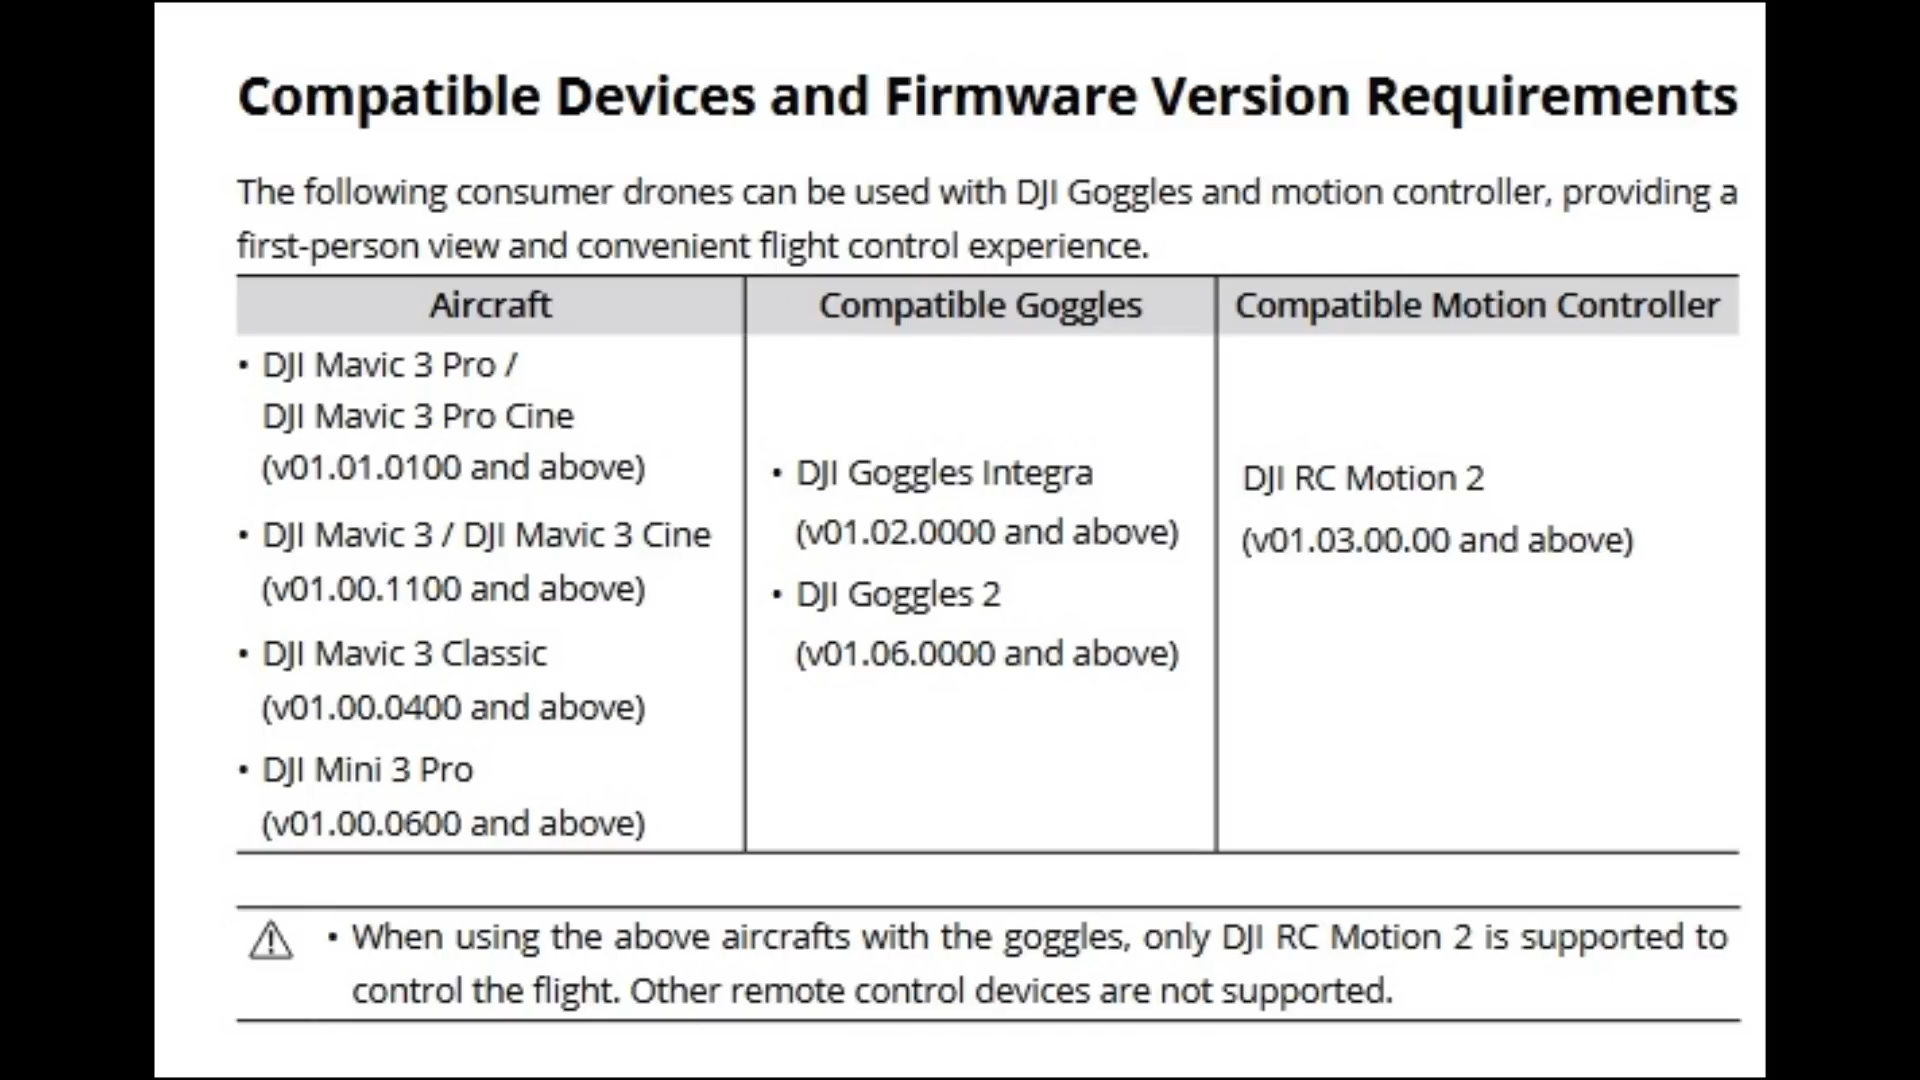 Compatible Devices and Firmware Version Requirements
The following consumer drones can be used with DJI Goggles and motion controller, providing a
first-person view and convenient flight control experience.
Aircraft
Compatible Goggles
Compatible Motion Controller
• DJI Mavic 3 Pro /
DJI Mavic 3 Pro Cine
(v01.01.0100 and above)
• DJI Mavic 3 / DJI Mavic 3 Cine
(v01.00.1100 and above)
• DJI Mavic 3 Classic
(v01.00.0400 and above)
• DJI Mini 3 Pro
(v01.00.0600 and above)
• DJI Goggles Integra
(v01.02.0000 and above)
• DJI Goggles 2
(v01.06.0000 and above)
DJI RC Motion 2
(v01.03.00.00 and above)
• When using the above aircrafts with the goggles, only DJI RC Motion 2 is supported to
control the flight. Other remote control devices are not supported.